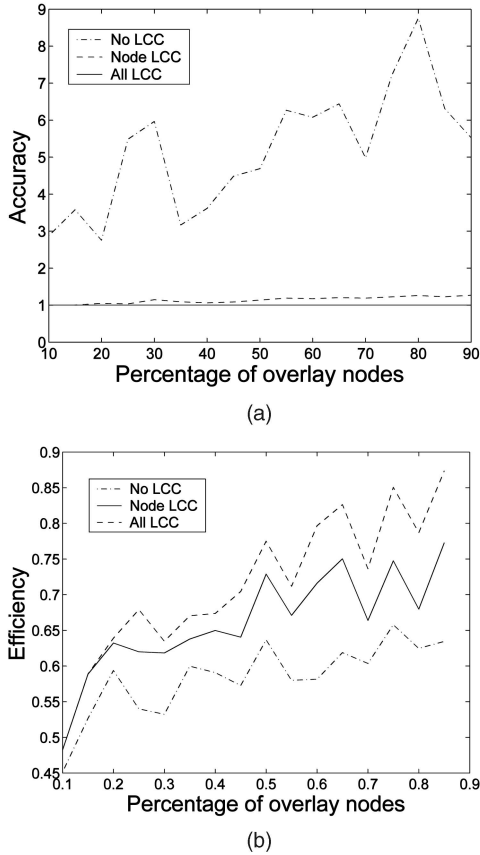 9
8
7
6
5
4
3
2
1
0
Accuracy
No LCC
Node LCC
All LCC
10 20 30 40 50 60 70 80 90
Percentage of overlay nodes
(a)
0.9
0.85
0.8
0.75
0.7
0.65
0.6
0.55
0.5
0.45
Efficiency
No LCC
Node LCC
All LCC
0.1 0.2 0.3 0.4 0.5 0.6 0.7 0.8 0.9
Percentage of overlay nodes
(b)